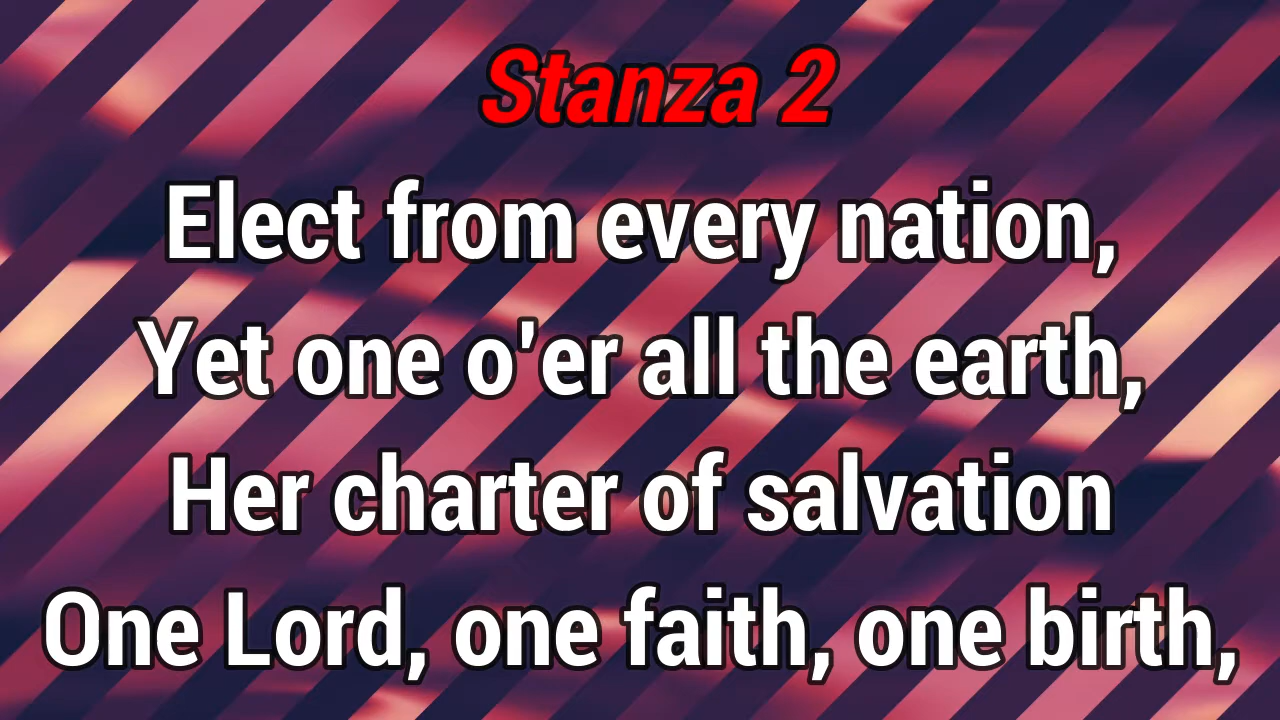 Stanza 2
Elect from every nation,
Yet one o'er all the earth,
Her charter of salvation
One Lord, one faith, one birth,